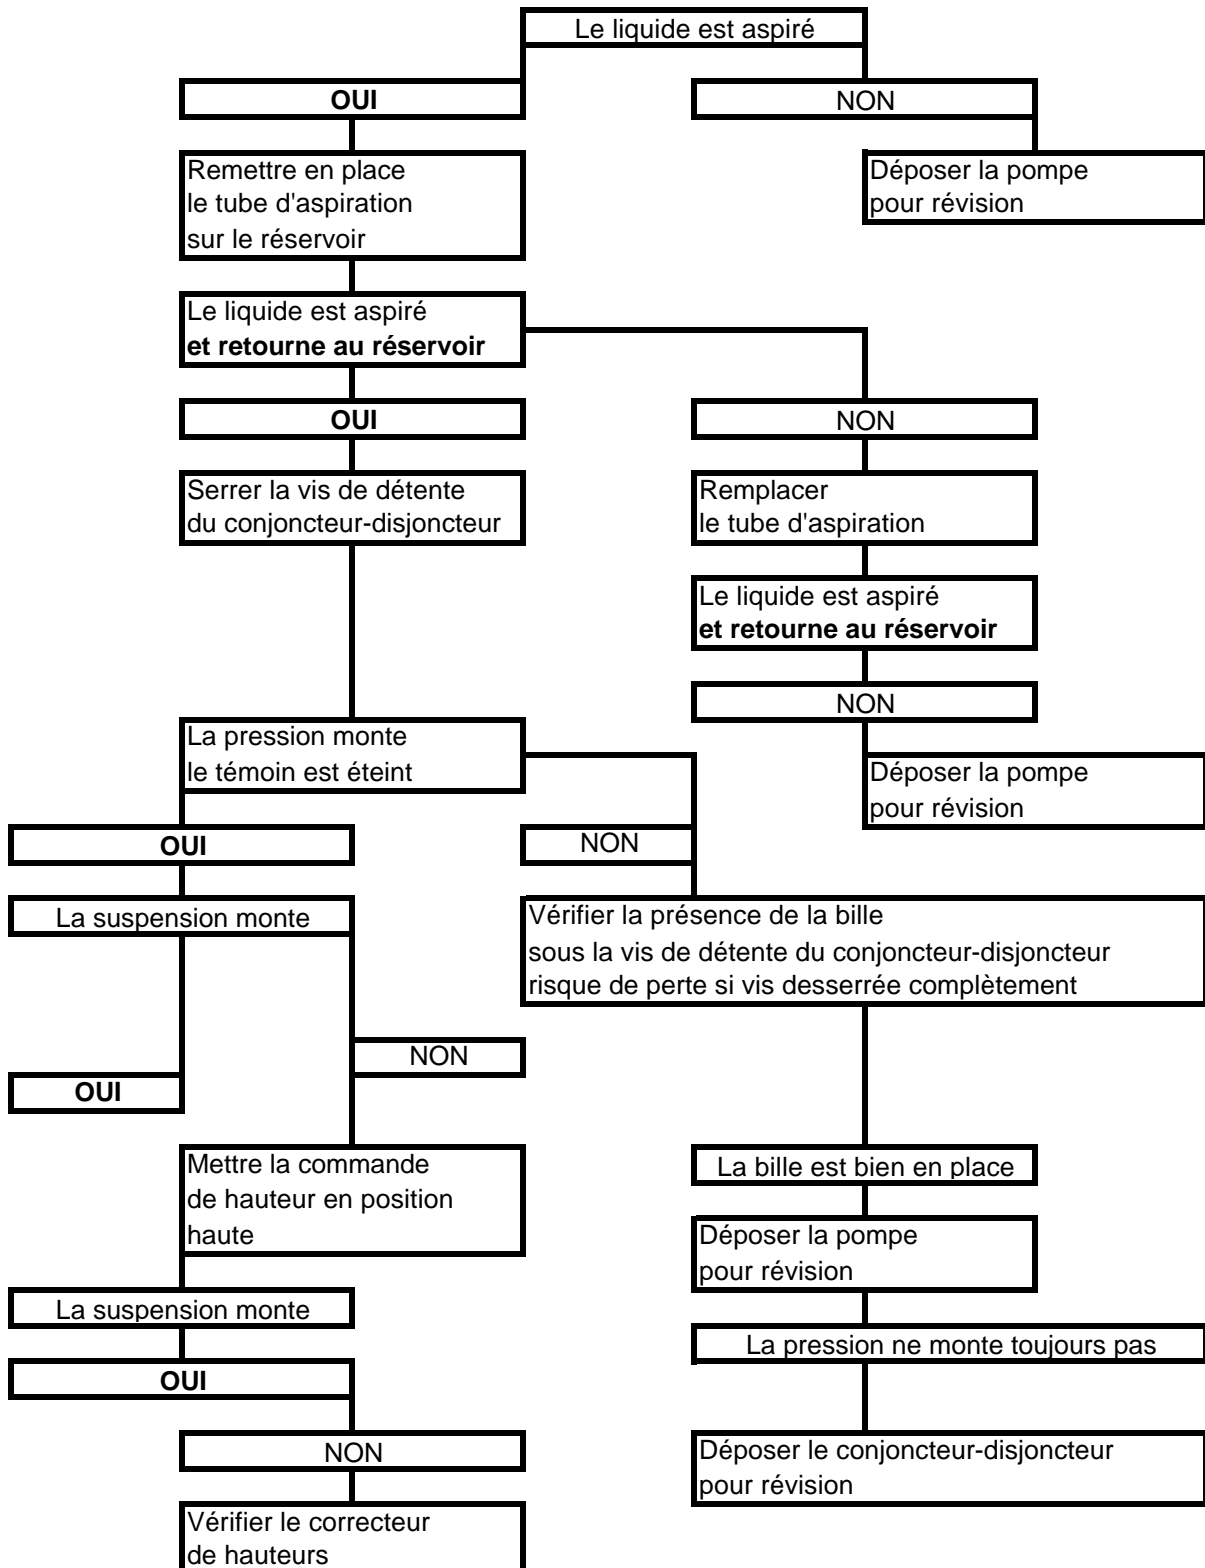 Le liquide est aspiré
OUI
NON
Remettre en place
le tube d'aspiration
sur le réservoir
Déposer la pompe
pour révision
Le liquide est aspiré
et retourne au réservoir
OUI
NON
Serrer la vis de détente
du conjoncteur-disjoncteur
Remplacer
le tube d'aspiration
Le liquide est aspiré
et retourne au réservoir
NON
La pression monte
le témoin est éteint
Déposer la pompe
pour révision
OUI
NON
La suspension monte
Vérifier la présence de la bille
sous la vis de détente du conjoncteur-disjoncteur
risque de perte si vis desserrée complètement
NON
OUI
Mettre la commande
de hauteur en position
haute
La bille est bien en place
Déposer la pompe
pour révision
La suspension monte
La pression ne monte toujours pas
OUI
NON
Déposer le conjoncteur-disjoncteur
pour révision
Vérifier le correcteur
de hauteurs